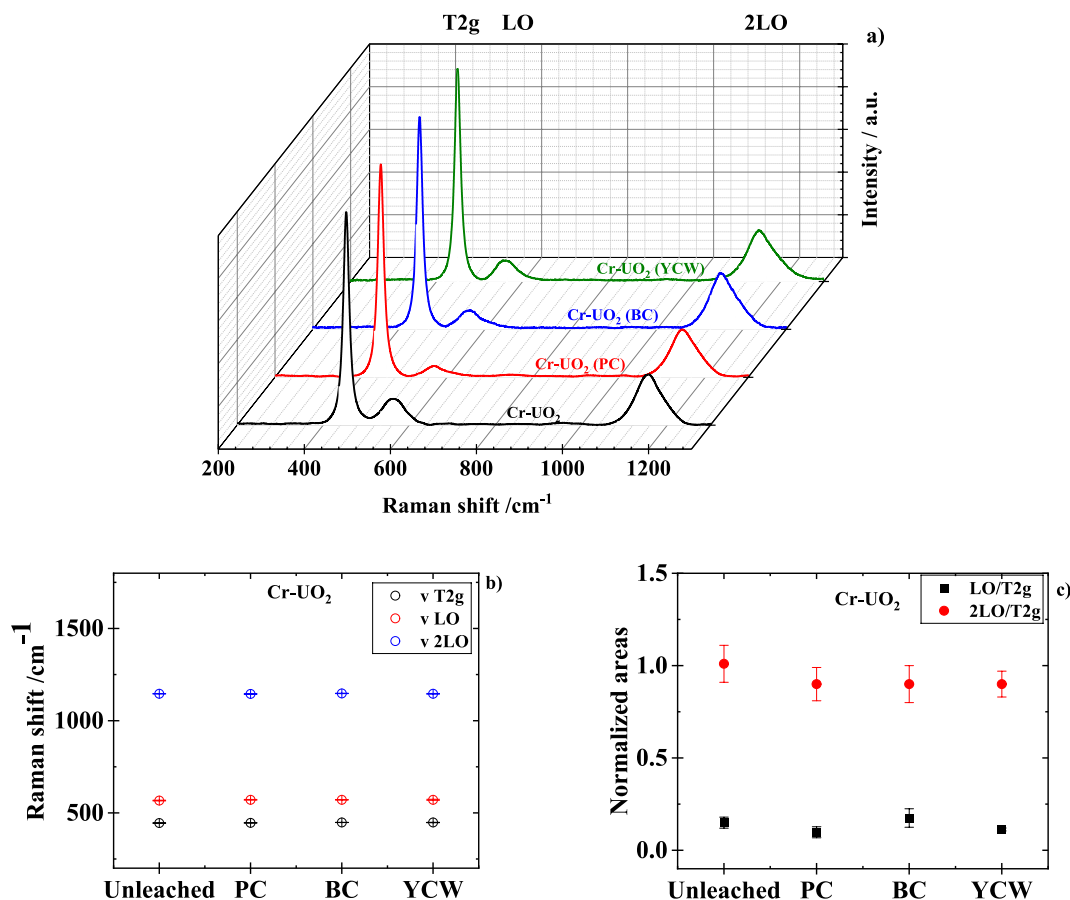 T2g LO 2LO
a)
Intensity / a.u.
Cr-UO₂ (YCW)
Cr-UO₂ (BC)
Cr-UO₂ (PC)
Cr-UO₂
200 400 600 800 1000 1200
Raman shift /cm⁻¹
b)
Cr-UO₂
ν T2g
ν LO
ν 2LO
1500
1000
500
Raman shift /cm⁻¹
Unleached PC BC YCW
c)
Cr-UO₂
LO/T2g
2LO/T2g
1.5
1.0
0.5
0.0
Normalized areas
Unleached PC BC YCW